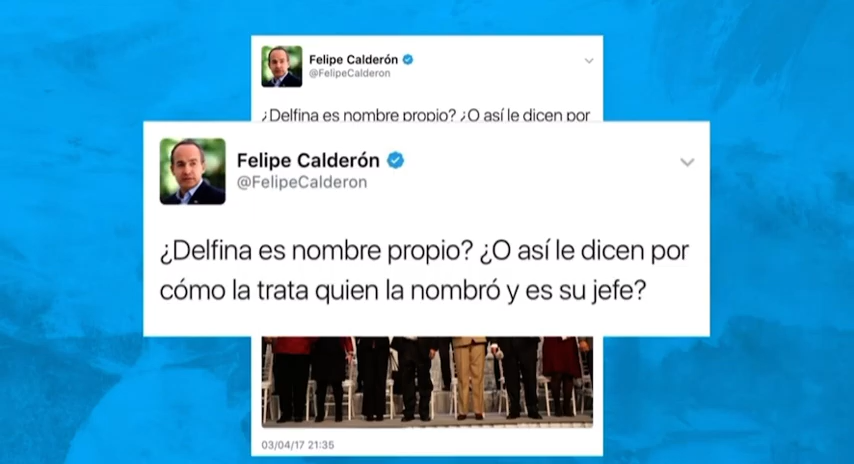 Felipe Calderón
@FelipeCalderon
¿Delfina es nombre propio? ¿O así le dicen por
Felipe Calderón
@FelipeCalderon
¿Delfina es nombre propio? ¿O así le dicen por
cómo la trata quien la nombró y es su jefe?
03/04/17 21:35